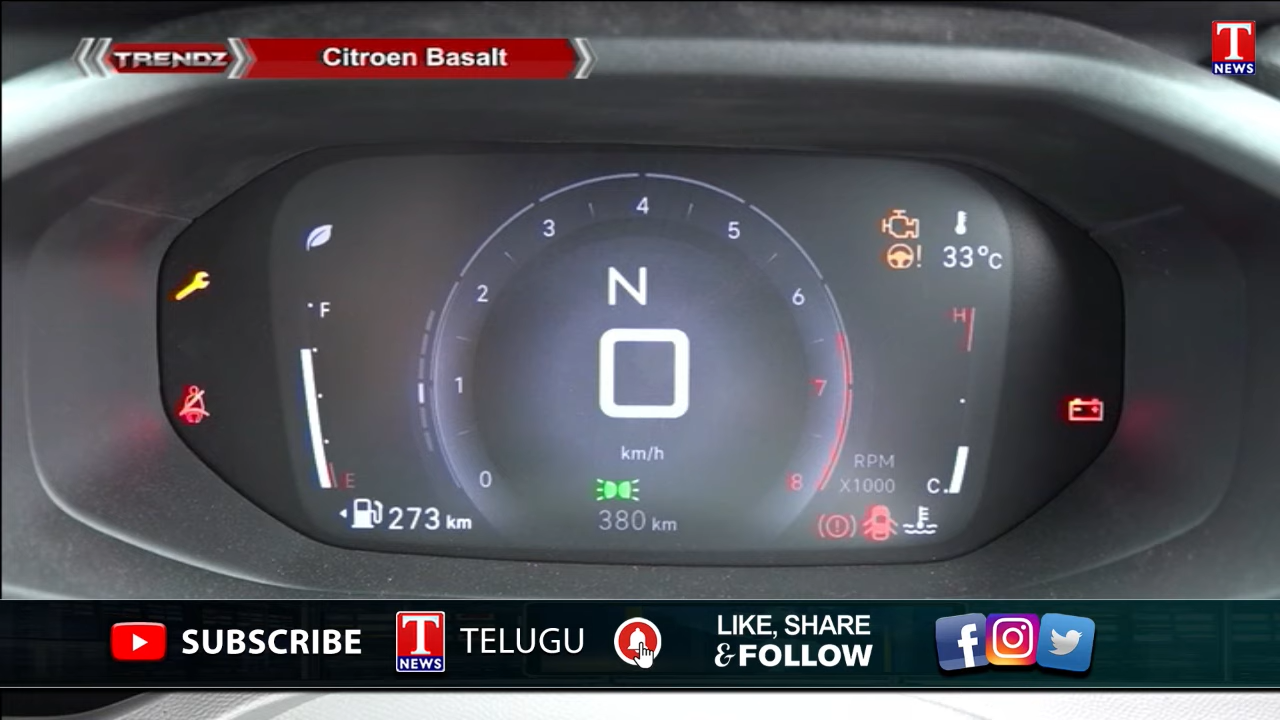 TRENDZ
Citroen Basalt
T
NEWS
4
3
5
N
2
6
33°C
F
H
0
1
7
km/h
RPM
X1000
E
0
8
C
273 km
380 km
SUBSCRIBE
T
NEWS
TELUGU
LIKE, SHARE
& FOLLOW